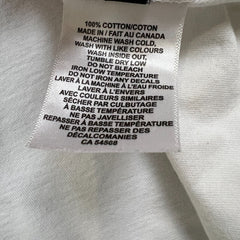 100% COTTON/COTON
MADE IN / FAIT AU CANADA
MACHINE WASH COLD,
WASH WITH LIKE COLOURS
WASH INSIDE OUT,
TUMBLE DRY LOW
DO NOT BLEACH
IRON LOW TEMPERATURE
DO NOT IRON ANY DECALS
LAVER À LA MACHINE À L'EAU FROIDE
LAVER À L'ENVERS
AVEC COULEURS SIMILAIRES
SÉCHER PAR CULBUTAGE
À BASSE TEMPÉRATURE
NE PAS JAVELLISER
REPASSER À BASSE TEMPÉRATURE
NE PAS REPASSER
DES DÉCALQUES
CA 54568